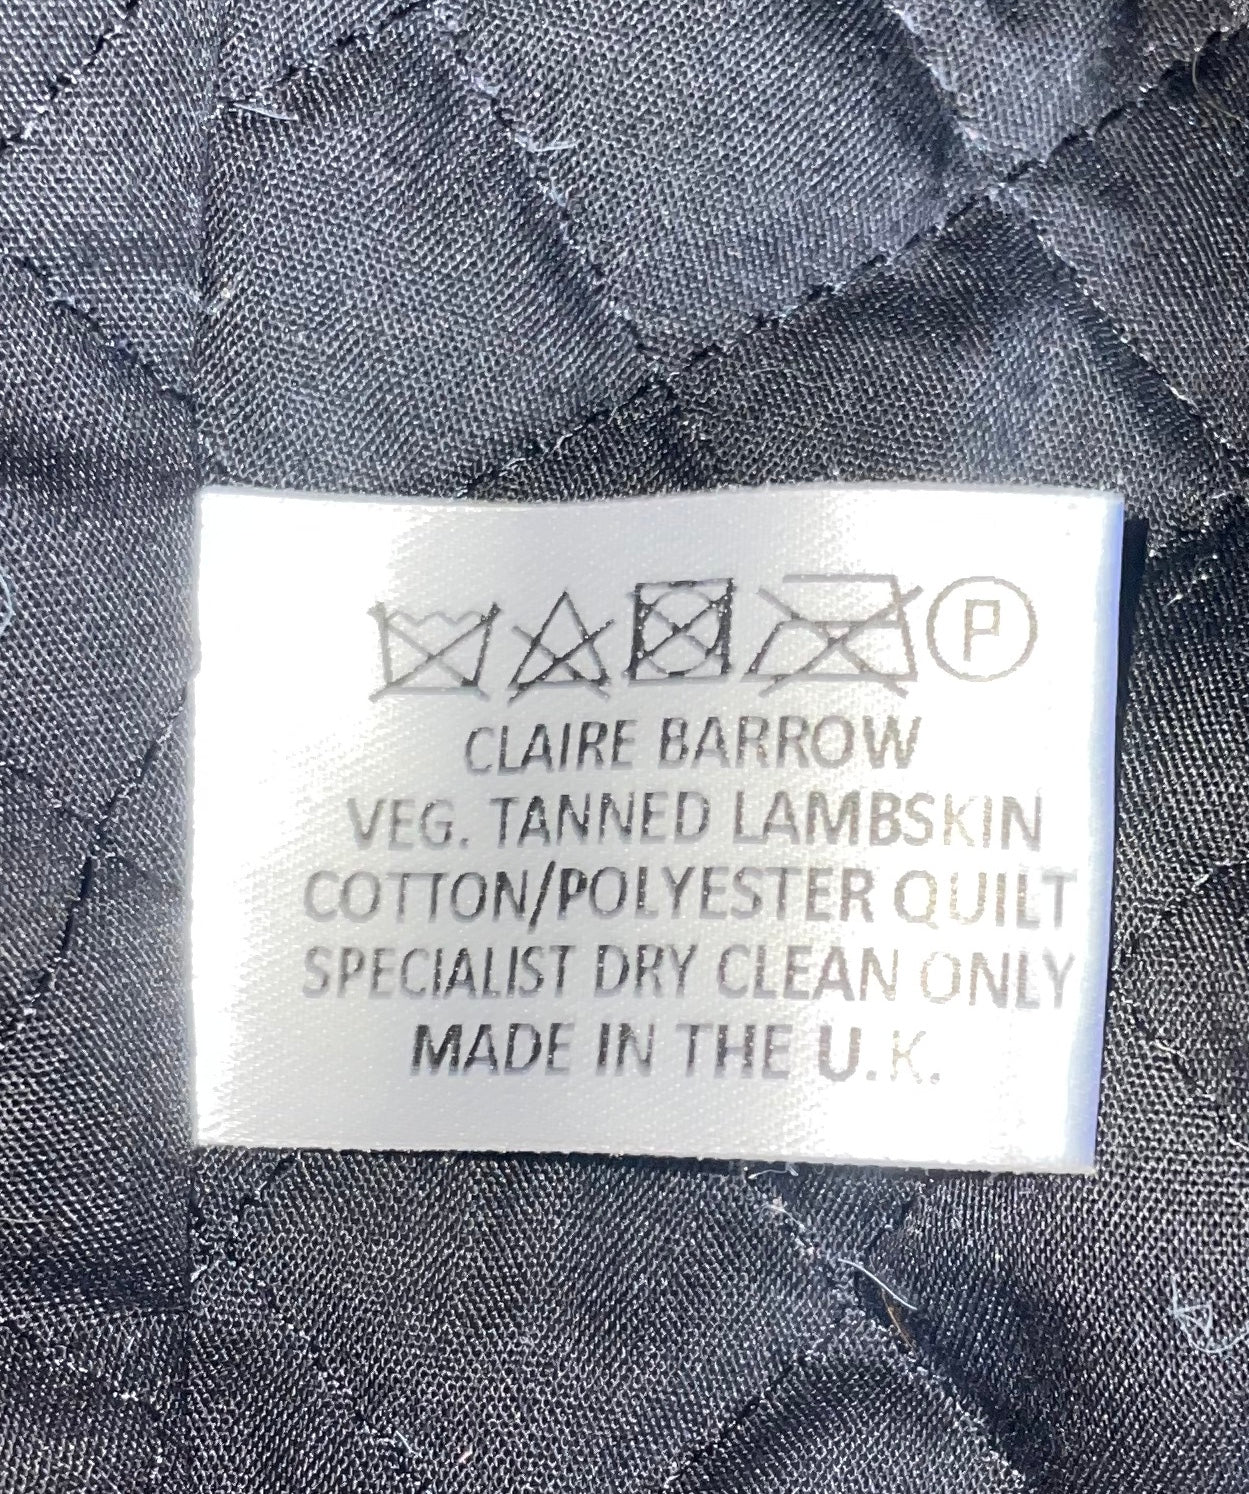 P
CLAIRE BARROW
VEG. TANNED LAMBSKIN
COTTON/POLYESTER QUILT
SPECIALIST DRY CLEAN ONLY
MADE IN THE U.K.